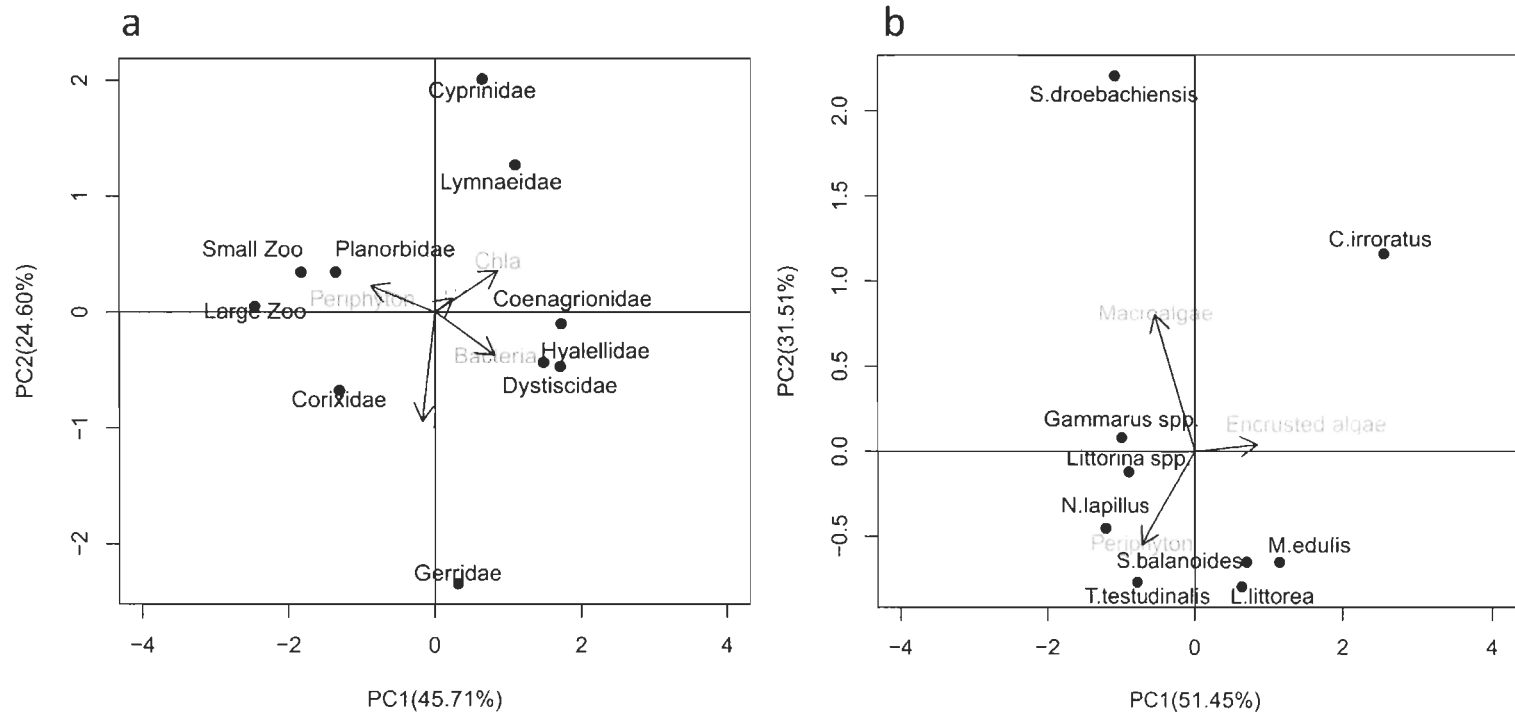 a
PC2(24.60%)
2
1
0
−1
−2
Cyprinidae
Lymnaeidae
Small Zoo
Planorbidae
Chla
Periphyton
Large Zoo
Coenagrionidae
Bacteria
Hyalellidae
Dystiscidae
Corixidae
Gerridae
−4
−2
0
2
4
PC1(45.71%)
b
PC2(31.51%)
2.0
1.5
1.0
0.5
0.0
−0.5
S.droebachiensis
C.irroratus
Macroalgae
Gammarus spp.
Encrusted algae
Littorina spp.
N.lapillus
Periphyton
S.balanoides
M.edulis
T.testudinalis
L.littorea
−4
−2
0
2
4
PC1(51.45%)